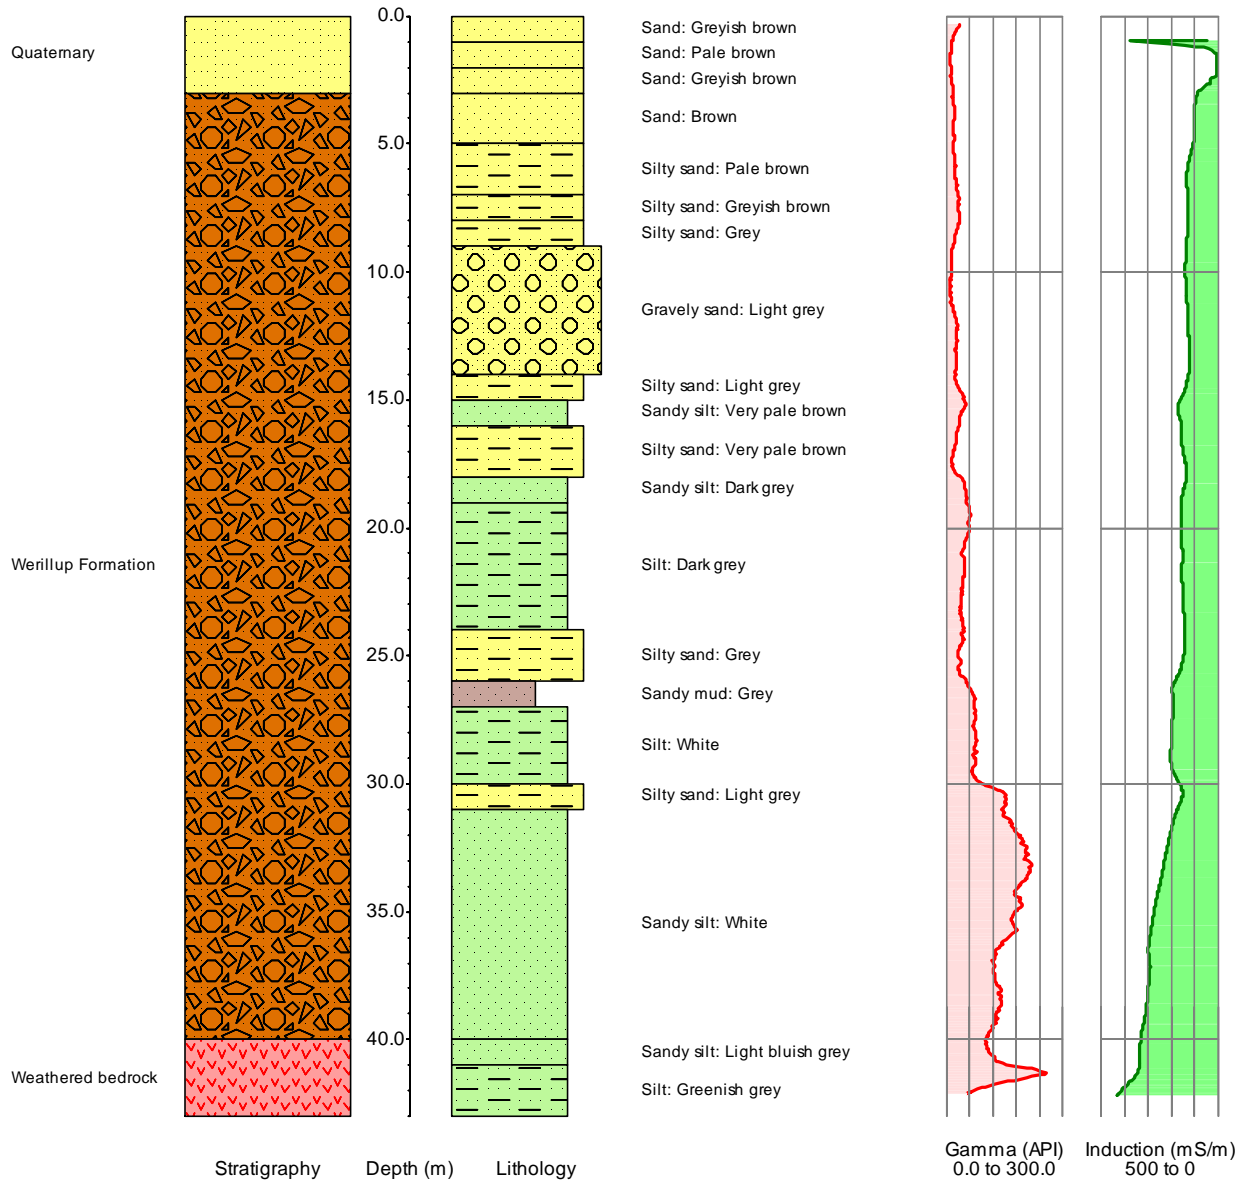 0.0
Sand: Greyish brown
Quaternary
Sand: Pale brown
Sand: Greyish brown
Sand: Brown
5.0
Silty sand: Pale brown
Silty sand: Greyish brown
Silty sand: Grey
10.0
Gravely sand: Light grey
Silty sand: Light grey
15.0
Sandy silt: Very pale brown
Silty sand: Very pale brown
Sandy silt: Dark grey
20.0
Werillup Formation
Silt: Dark grey
25.0
Silty sand: Grey
Sandy mud: Grey
Silt: White
30.0
Silty sand: Light grey
35.0
Sandy silt: White
40.0
Sandy silt: Light bluish grey
Weathered bedrock
Silt: Greenish grey
Stratigraphy
Depth (m)
Lithology
Gamma (API)
0.0 to 300.0
Induction (mS/m)
500 to 0